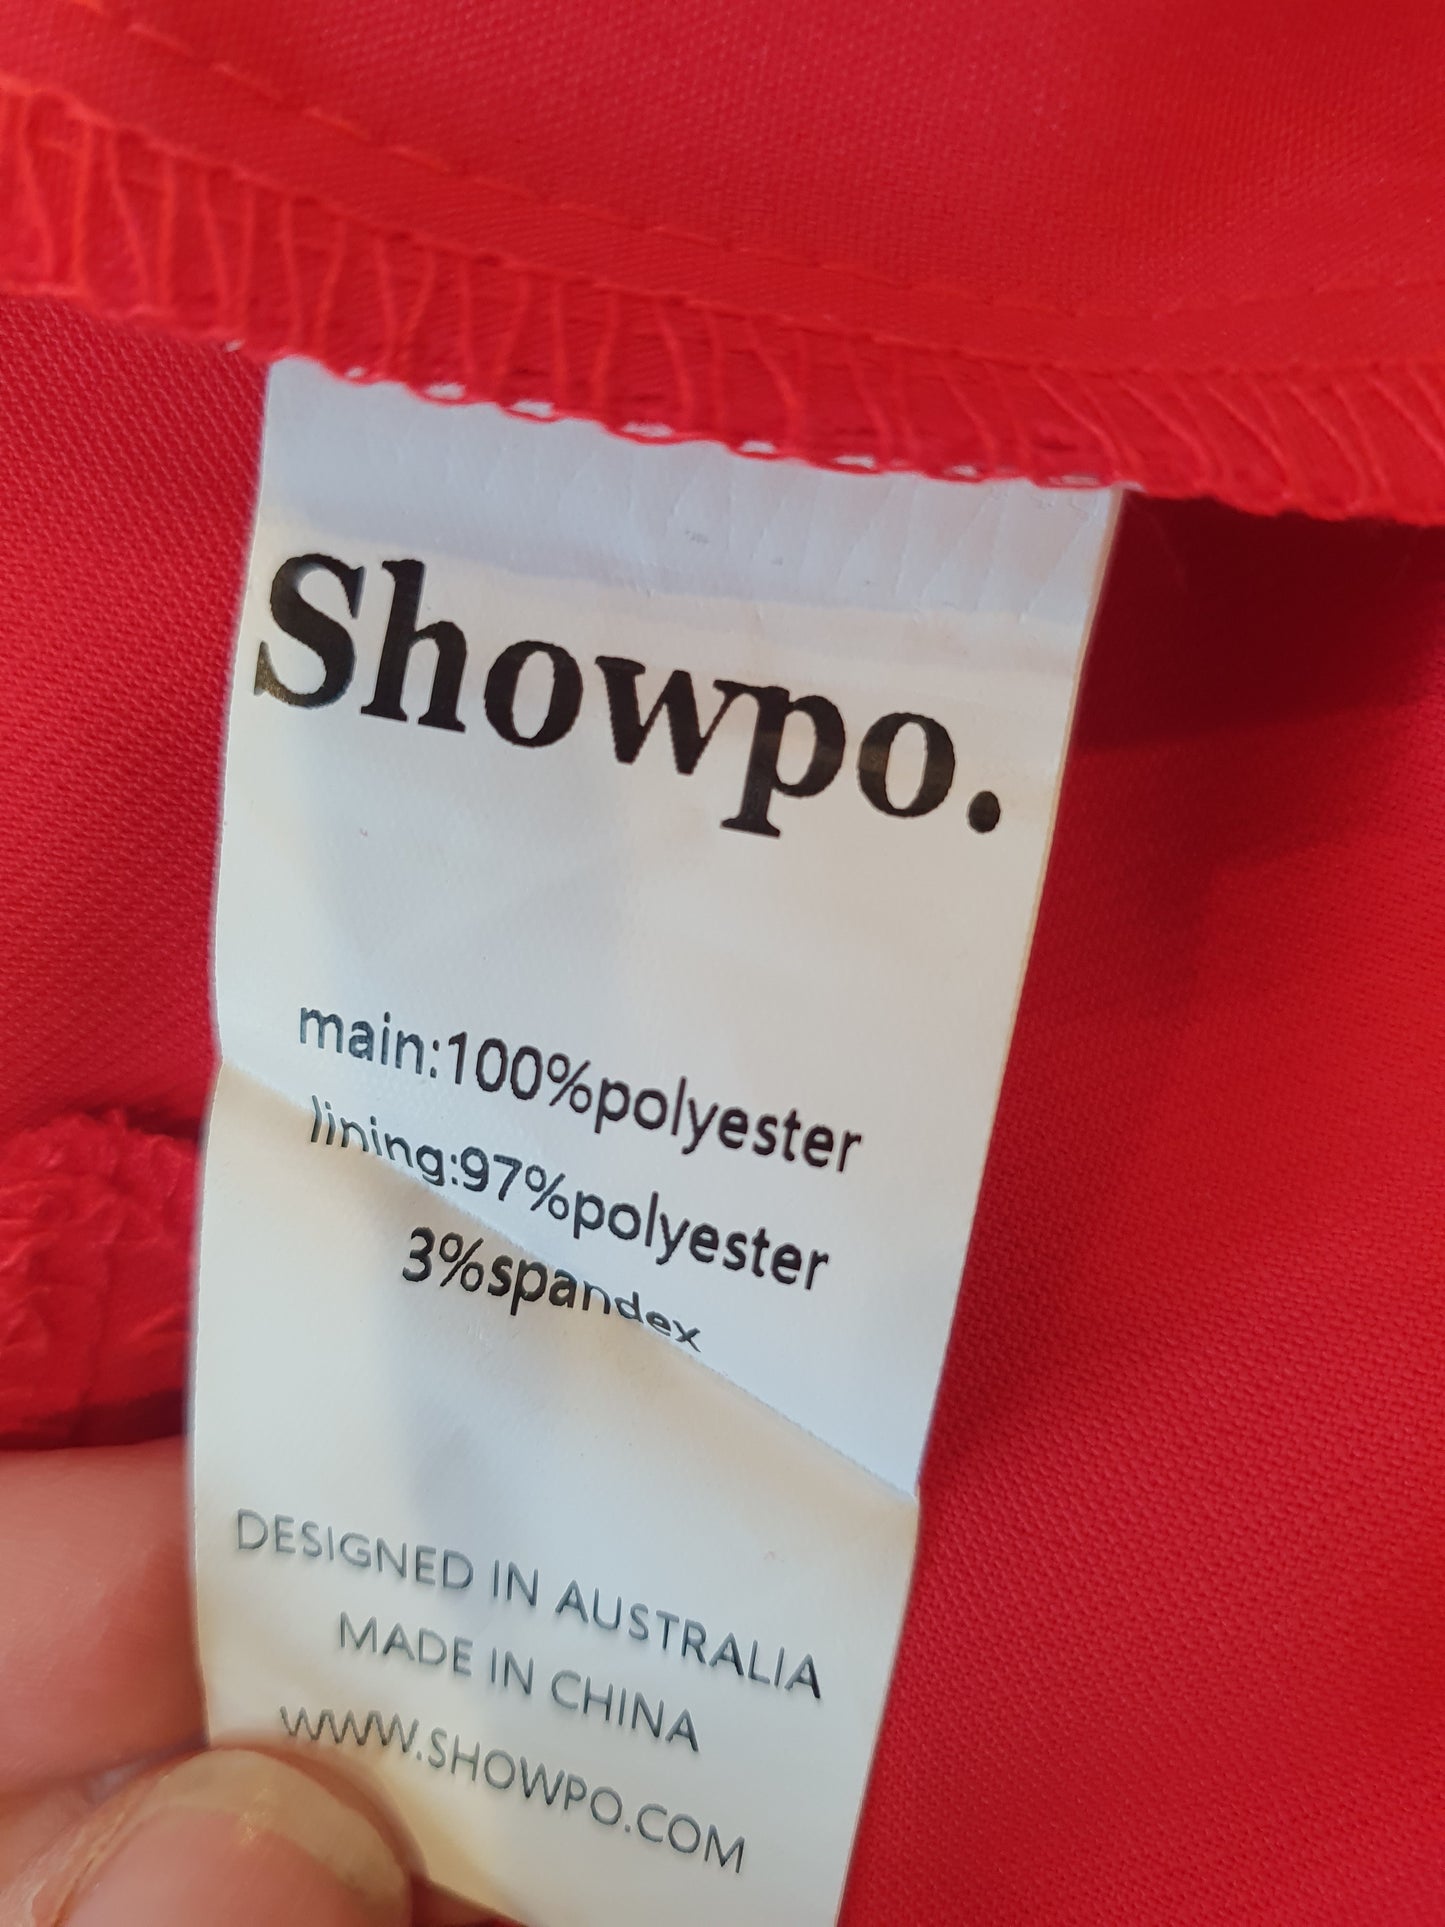 Showpo.
main:100%polyester
lining:97%polyester
3%spandex
DESIGNED IN AUSTRALIA
MADE IN CHINA
WWW.SHOWPO.COM